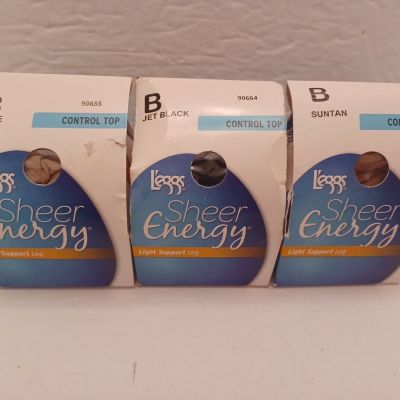 90655
CONTROL TOP
L'eggs
Sheer
Energy
Light Support Leg
B
JET BLACK
90664
CONTROL TOP
L'eggs
Sheer
Energy
Light Support Leg
B
SUNTAN
L'eggs
Sheer
Energy
Light Support Leg